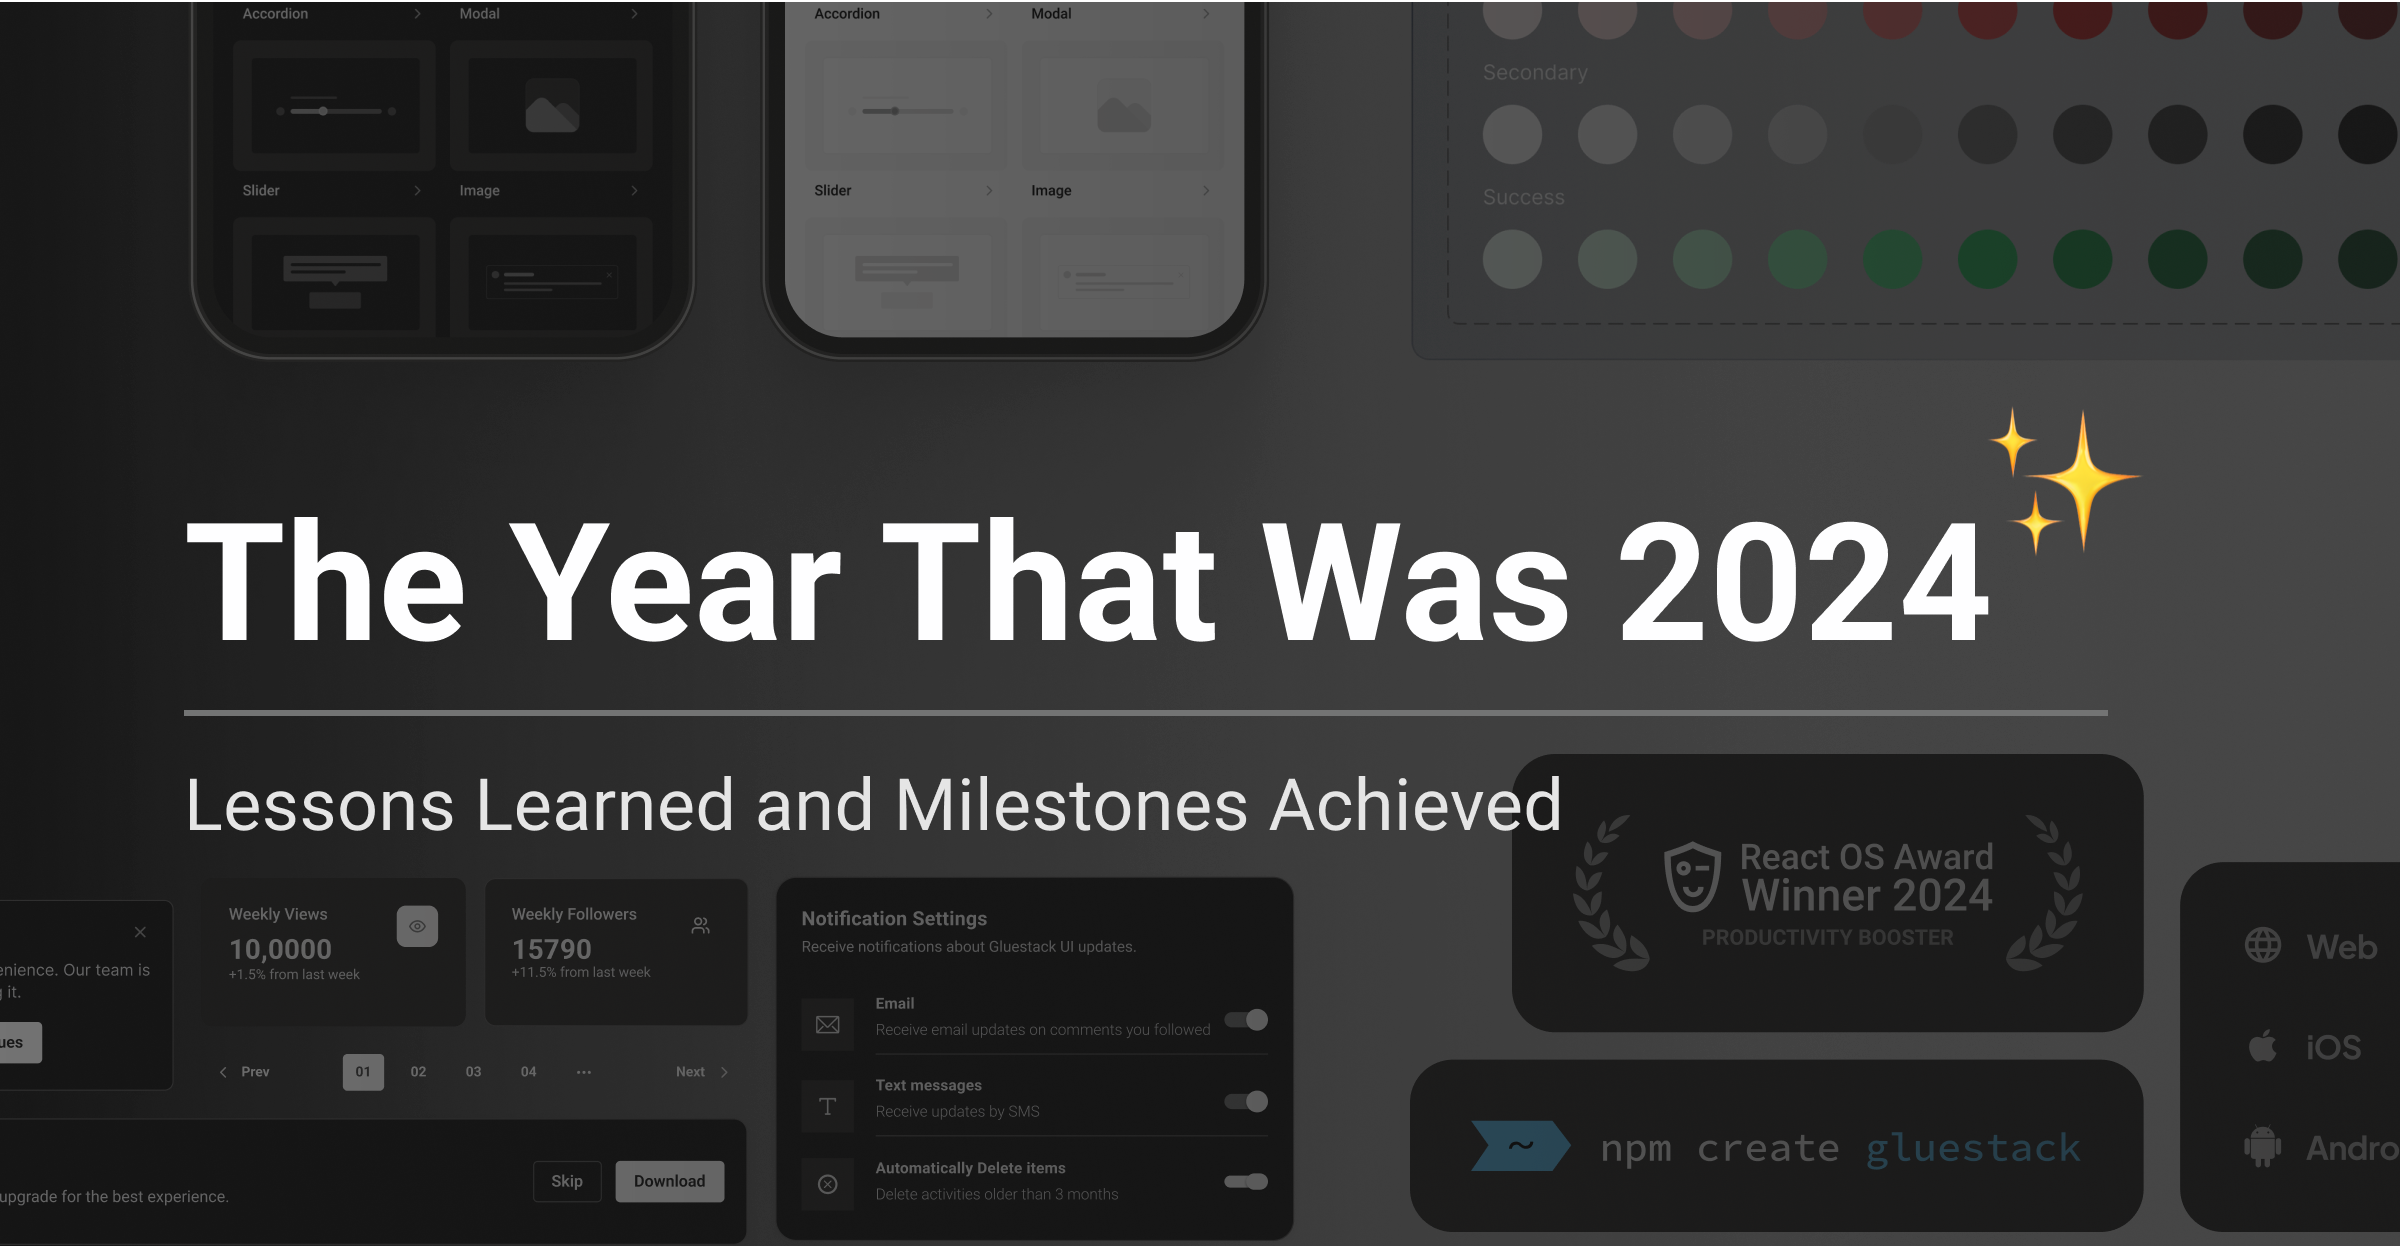 Accordion
Modal
Accordion
Modal
Slider
Image
Slider
Image
Secondary
Success
The Year That Was 2024
Lessons Learned and Milestones Achieved
enience. Our team is
g it.
ues
Weekly Views
10,0000
+1.5% from last week
Weekly Followers
15790
+11.5% from last week
Prev
01
02
03
04
...
Next
upgrade for the best experience.
Skip
Download
Notification Settings
Receive notifications about Gluestack UI updates.
Email
Receive email updates on comments you followed
Text messages
Receive updates by SMS
Automatically Delete items
Delete activities older than 3 months
React OS Award
Winner 2024
PRODUCTIVITY BOOSTER
~ npm create gluestack
Web
iOS
Andro